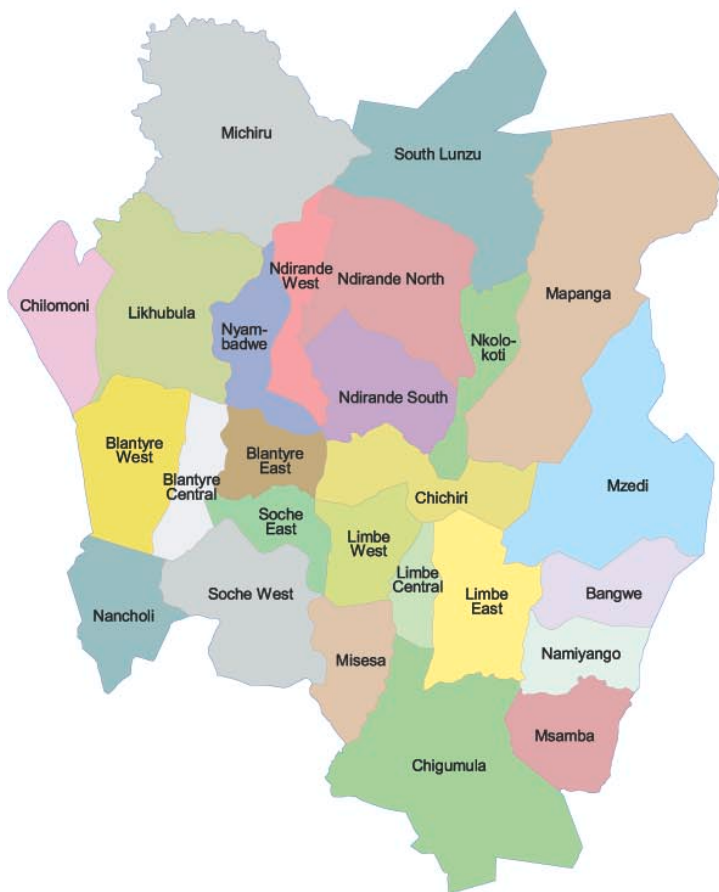 Michiru
South Lunzu
Ndirande
West
Ndirande North
Mapanga
Chilomoni
Likhubula
Nyam-
badwe
Nkolo-
koti
Ndirande South
Blantyre
West
Blantyre
Central
Blantyre
East
Chichiri
Mzedi
Soche
East
Limbe
West
Limbe
Central
Limbe
East
Soche West
Bangwe
Nancholi
Misesa
Namiyango
Msamba
Chigumula